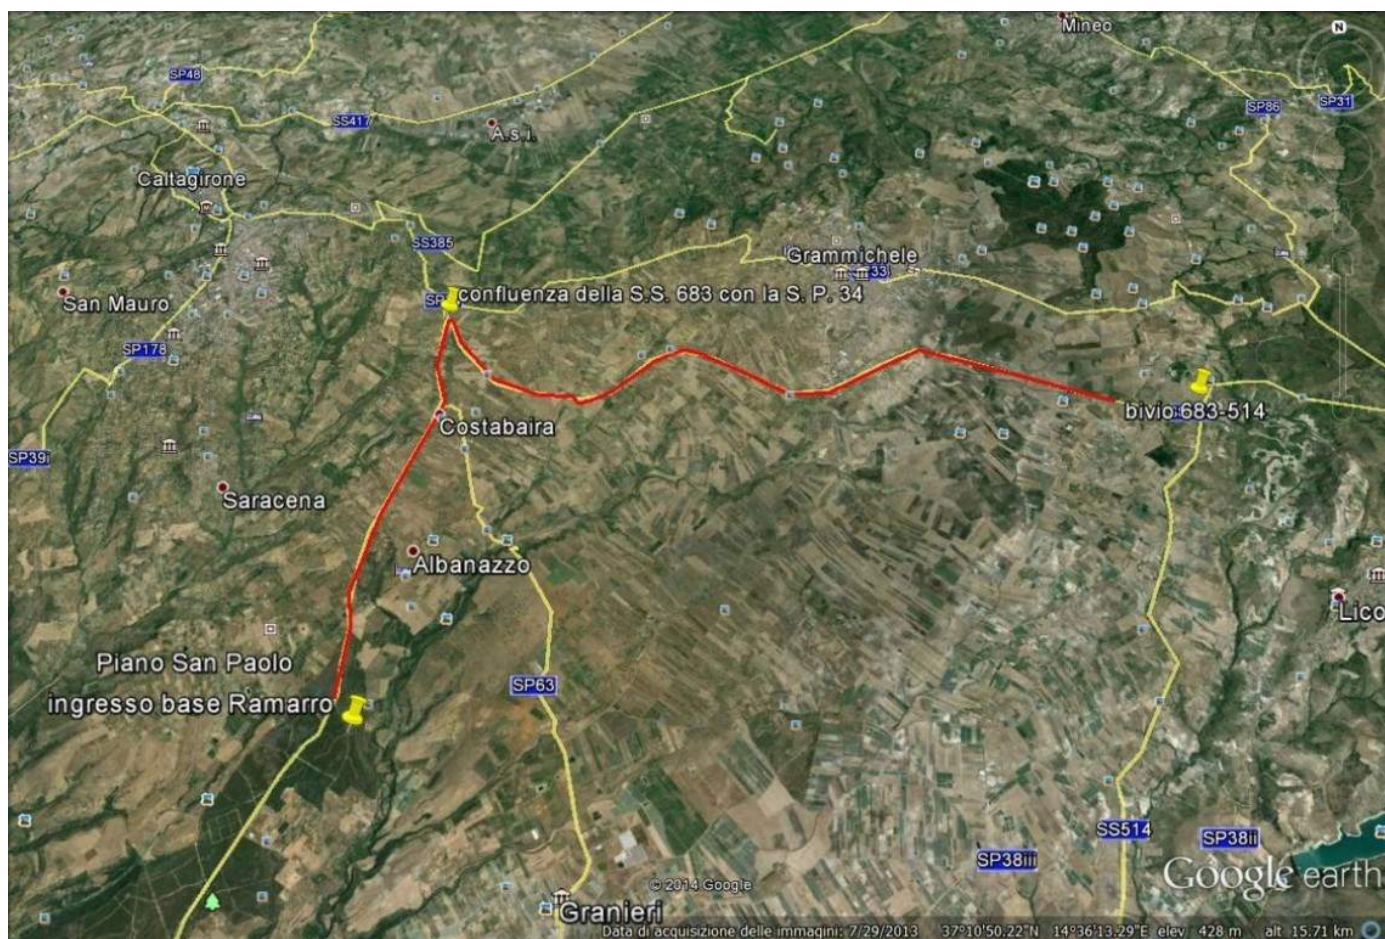 Mineo
SP48
SP31
SP86
SS417
A.s.i.
Caltagirone
SS385
Grammichele
33
confluenza della S.S. 683 con la S. P. 34
San Mauro
SP178
bivio 683-514
Costabaira
SP39i
Saracena
Albanazzo
Lico
Piano San Paolo
SP63
ingresso base Ramarro
SS514
SP38ii
SP38iii
Google earth
© 2014 Google
Granieri
Data di acquisizione delle immagini: 7/29/2013 37°10'50.22"N 14°36'13.29"E elev 428 m alt 15.71 km
N